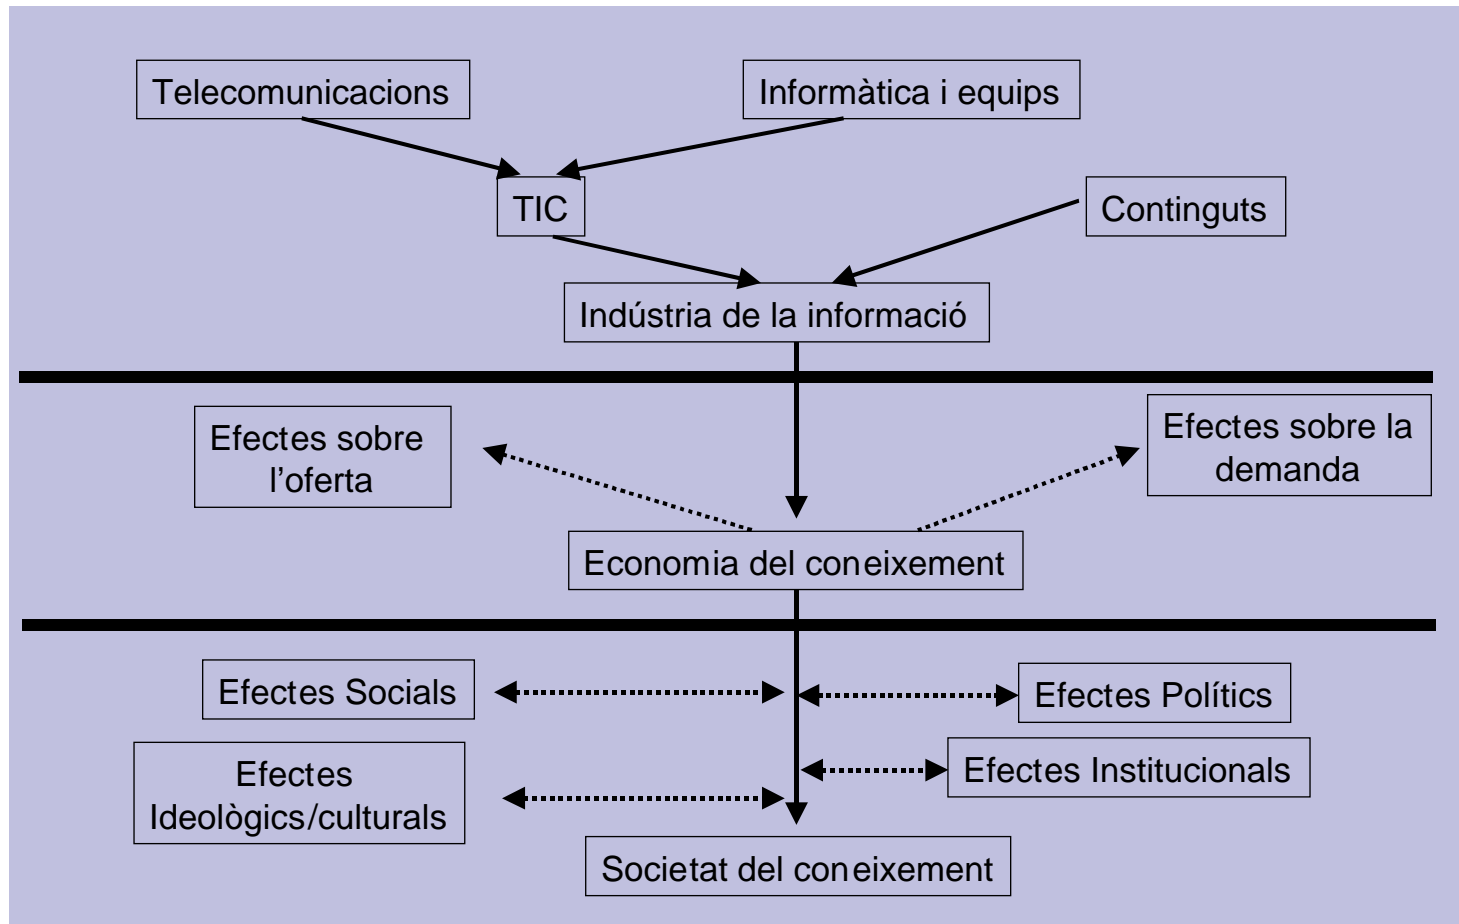 Telecomunicacions
Informàtica i equips
TIC
Continguts
Indústria de la informació
Efectes sobre
l'oferta
Efectes sobre la
demanda
Economia del coneixement
Efectes Socials
Efectes Polítics
Efectes
Ideològics/culturals
Efectes Institucionals
Societat del coneixement